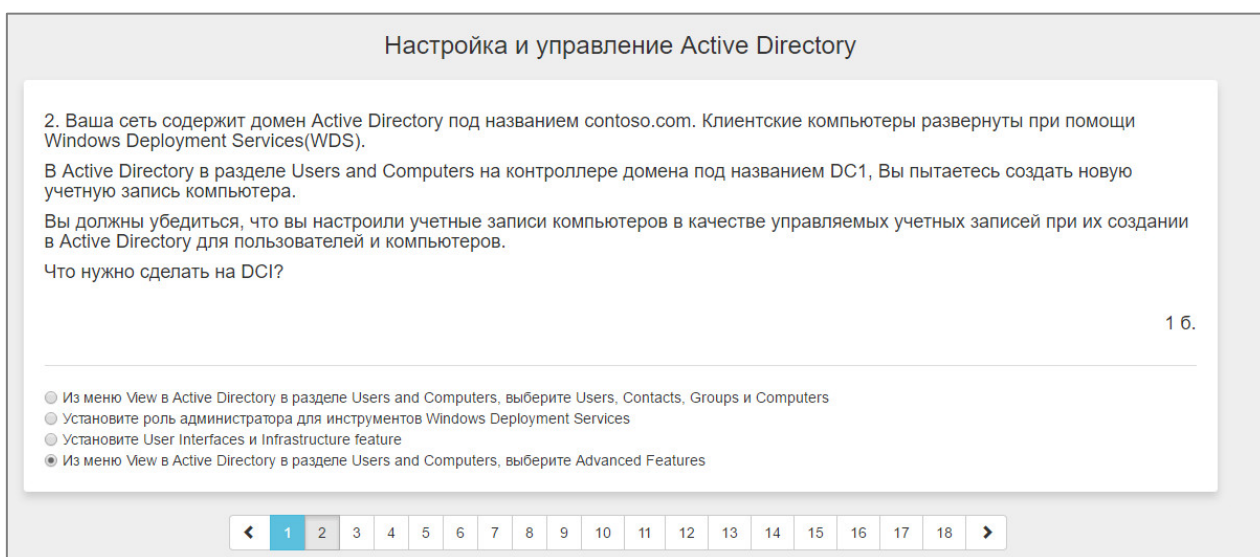 Настройка и управление Active Directory
2. Ваша сеть содержит домен Active Directory под названием contoso.com. Клиентские компьютеры развернуты при помощи
Windows Deployment Services(WDS).
В Active Directory в разделе Users and Computers на контроллере домена под названием DC1, Вы пытаетесь создать новую
учетную запись компьютера.
Вы должны убедиться, что вы настроили учетные записи компьютеров в качестве управляемых учетных записей при их создании
в Active Directory для пользователей и компьютеров.
Что нужно сделать на DCI?
1 б.
Из меню View в Active Directory в разделе Users and Computers, выберите Users, Contacts, Groups и Computers
Установите роль администратора для инструментов Windows Deployment Services
Установите User Interfaces и Infrastructure feature
Из меню View в Active Directory в разделе Users and Computers, выберите Advanced Features
1 2 3 4 5 6 7 8 9 10 11 12 13 14 15 16 17 18